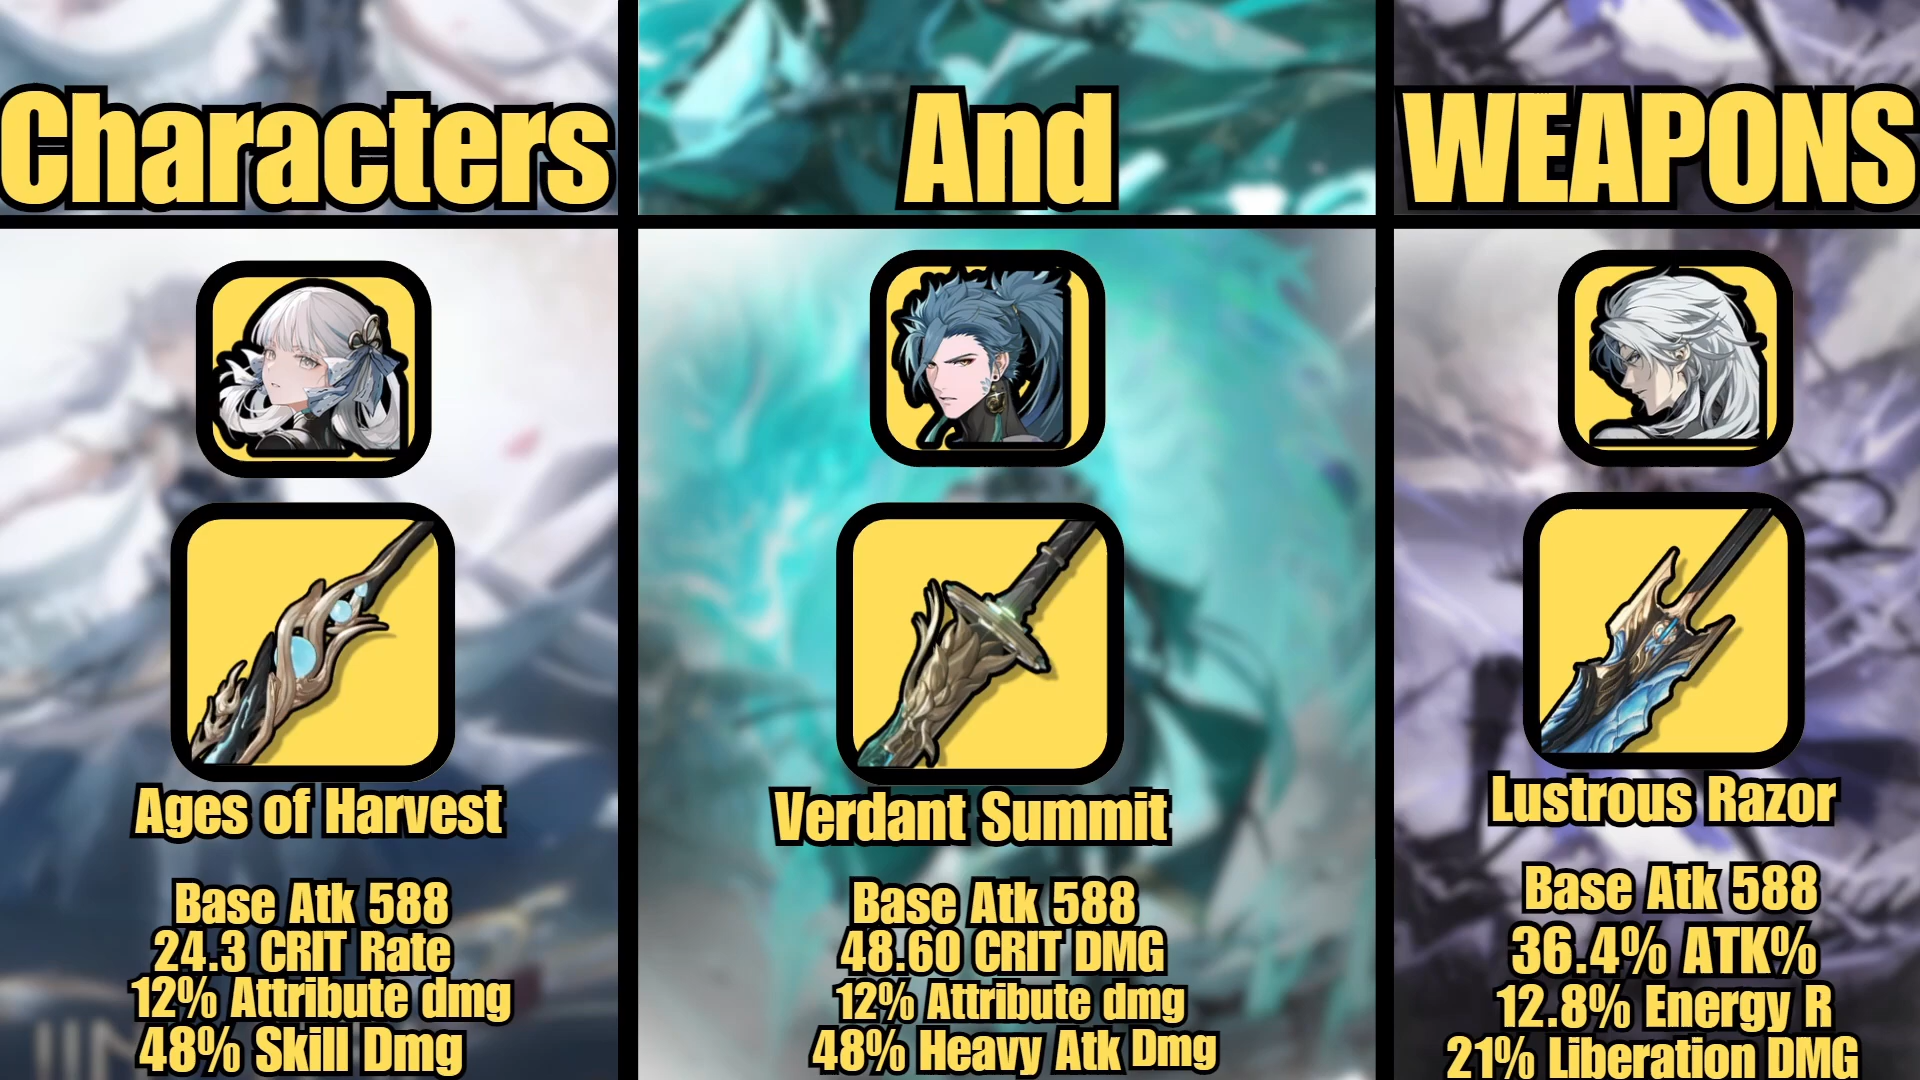 Characters
And
WEAPONS
Ages of Harvest
Base Atk 588
24.3 CRIT Rate
12% Attribute dmg
48% Skill Dmg
Verdant Summit
Base Atk 588
48.60 CRIT DMG
12% Attribute dmg
48% Heavy Atk Dmg
Lustrous Razor
Base Atk 588
36.4% ATK%
12.8% Energy R
21% Liberation DMG